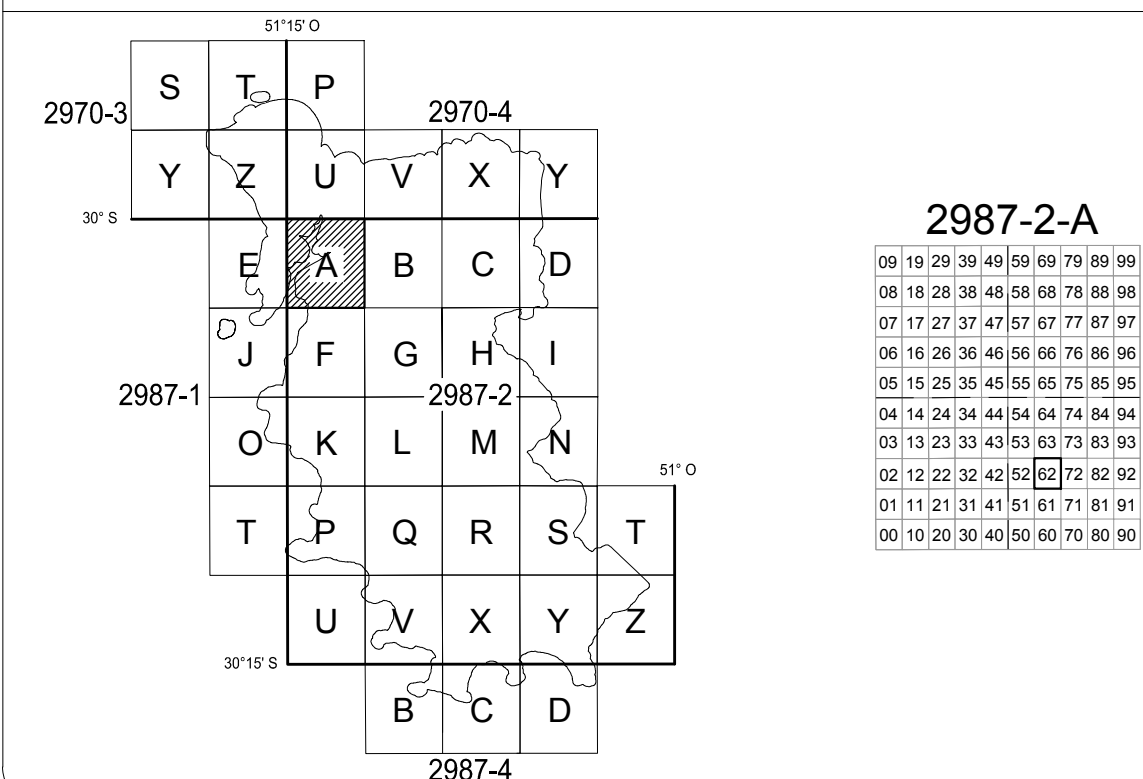 51°15' O
S T P
2970-3 2970-4
Y Z U V X Y
30° S
E A B C D
J F G H I
2987-1 2987-2
O K L M N
51° O
T P Q R S T
U V X Y Z
30°15' S
B C D
2987-4
2987-2-A
09 19 29 39 49 59 69 79 89 99
08 18 28 38 48 58 68 78 88 98
07 17 27 37 47 57 67 77 87 97
06 16 26 36 46 56 66 76 86 96
05 15 25 35 45 55 65 75 85 95
04 14 24 34 44 54 64 74 84 94
03 13 23 33 43 53 63 73 83 93
02 12 22 32 42 52 62 72 82 92
01 11 21 31 41 51 61 71 81 91
00 10 20 30 40 50 60 70 80 90